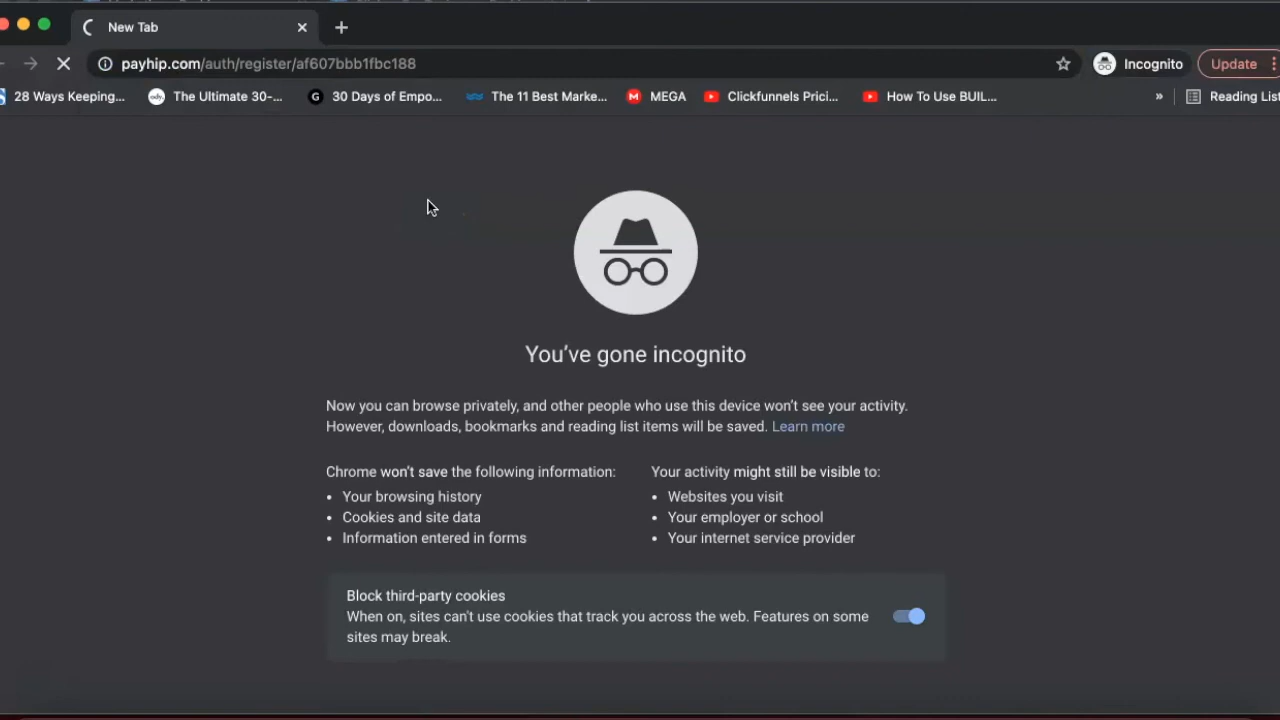 New Tab
payhip.com/auth/register/af607bbb1fbc188
Incognito
Update
28 Ways Keeping...
The Ultimate 30-...
30 Days of Empo...
The 11 Best Marke...
MEGA
Clickfunnels Prici...
How To Use BUIL...
»
Reading List
You've gone incognito
Now you can browse privately, and other people who use this device won't see your activity.
However, downloads, bookmarks and reading list items will be saved. Learn more
Chrome won't save the following information:
• Your browsing history
• Cookies and site data
• Information entered in forms
Your activity might still be visible to:
• Websites you visit
• Your employer or school
• Your internet service provider
Block third-party cookies
When on, sites can't use cookies that track you across the web. Features on some
sites may break.